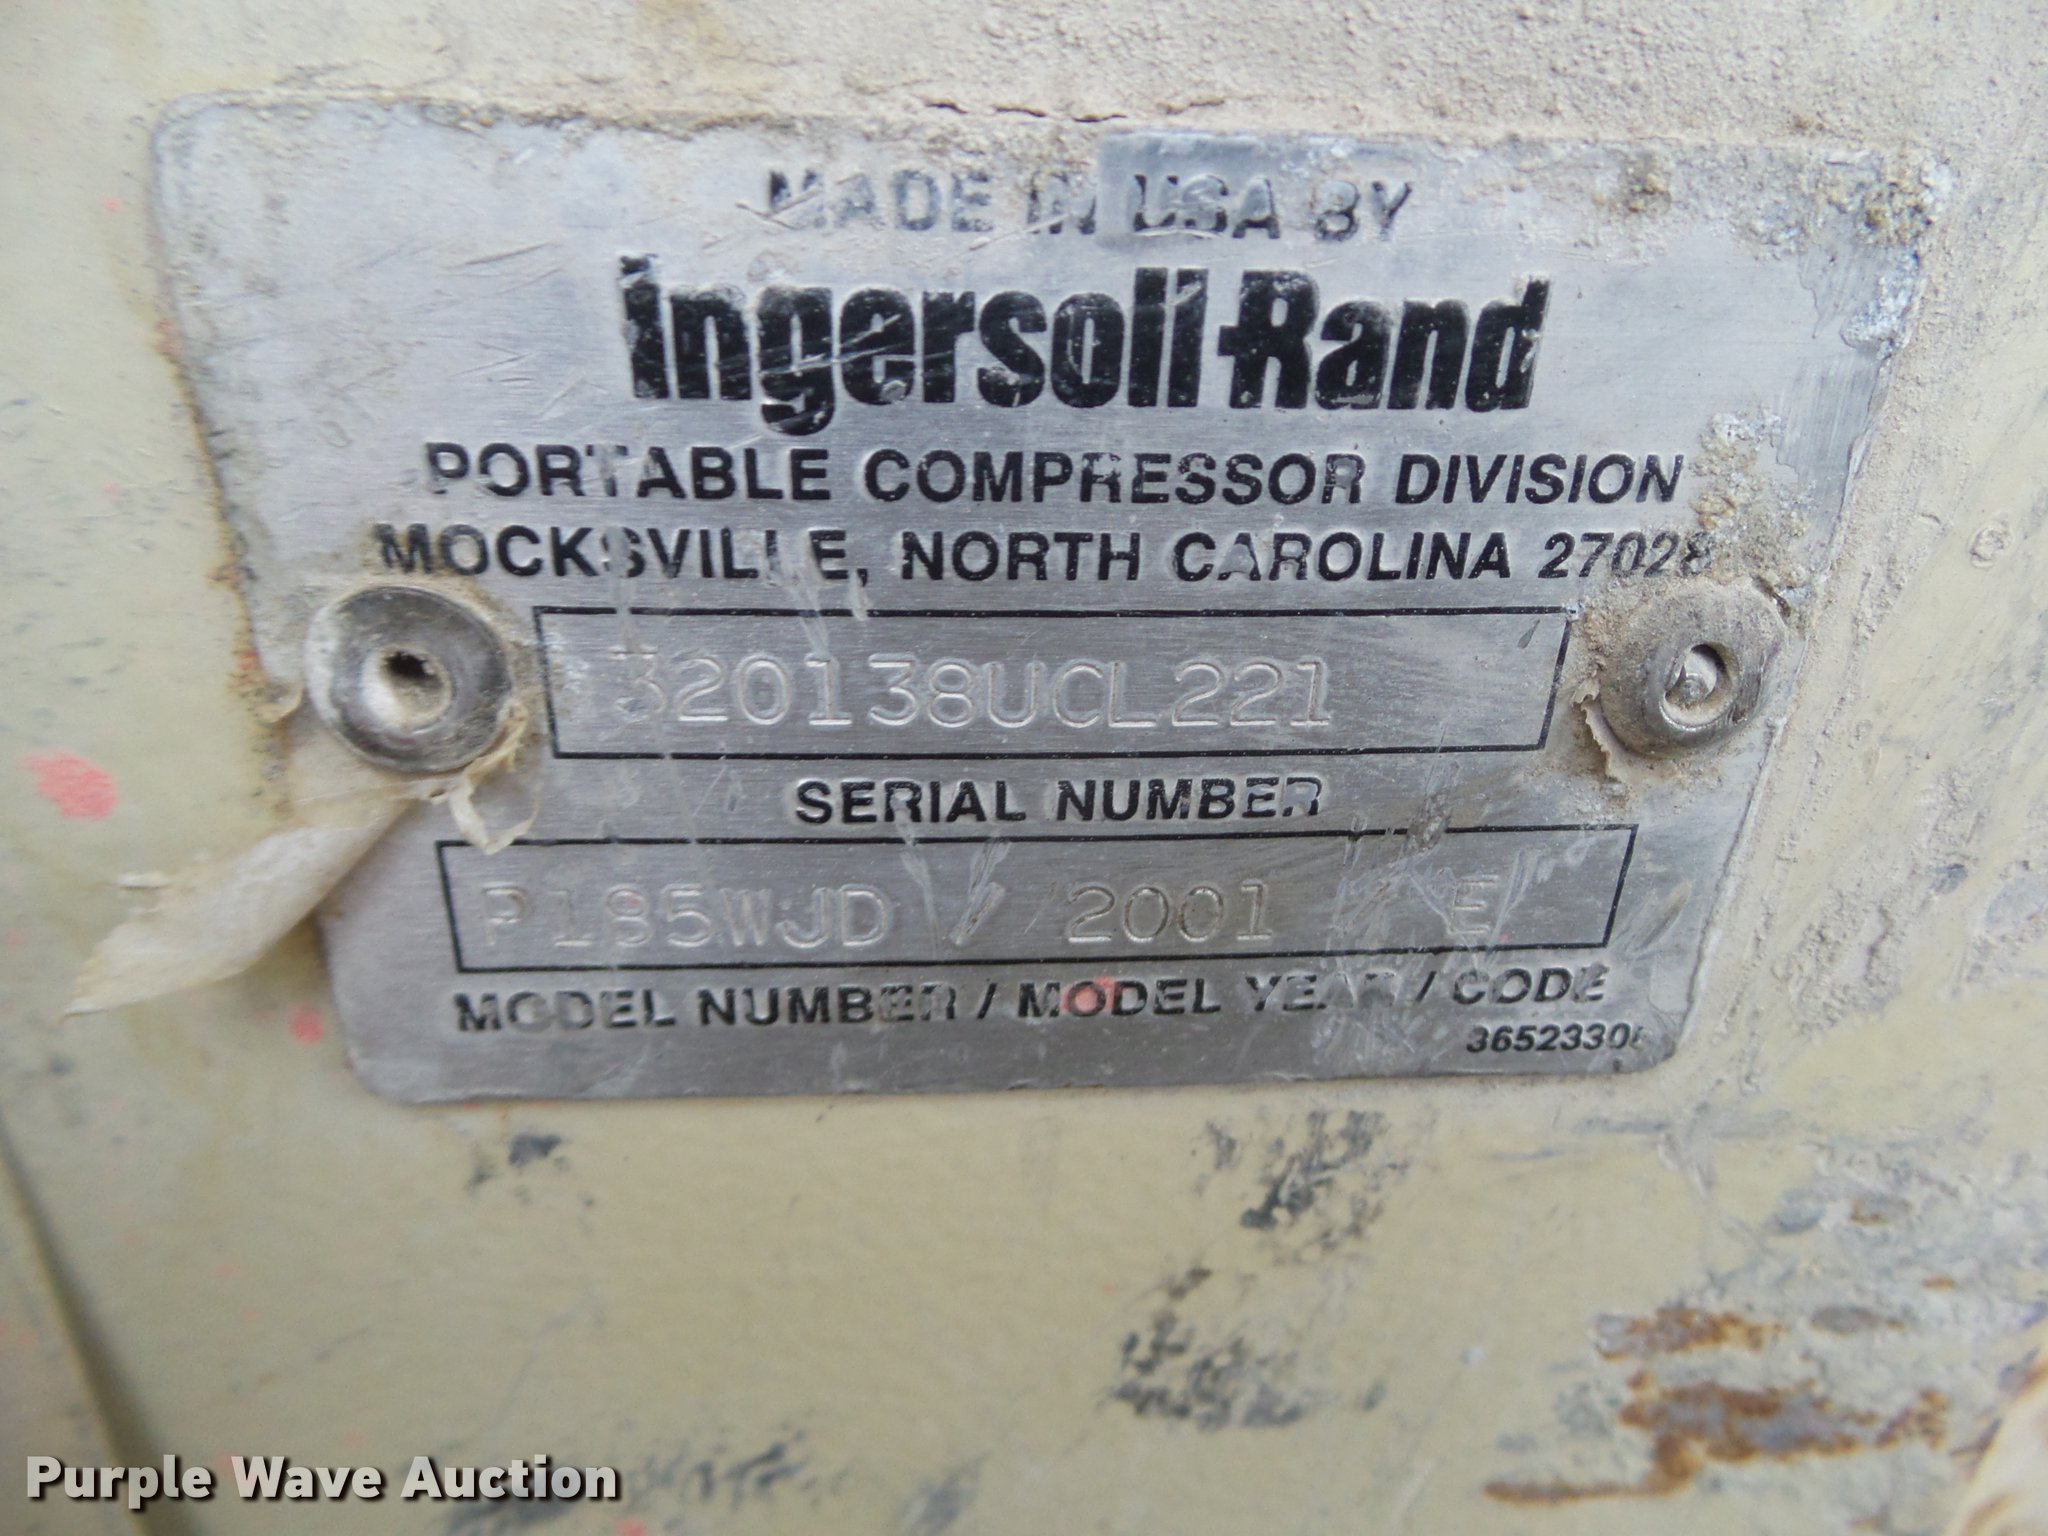 MADE IN USA BY
Ingersoll-Rand
PORTABLE COMPRESSOR DIVISION
MOCKSVILLE, NORTH CAROLINA 27028
320138UCL221
SERIAL NUMBER
P185WJD / 2001 / E
MODEL NUMBER / MODEL YEAR / CODE
Purple Wave Auction